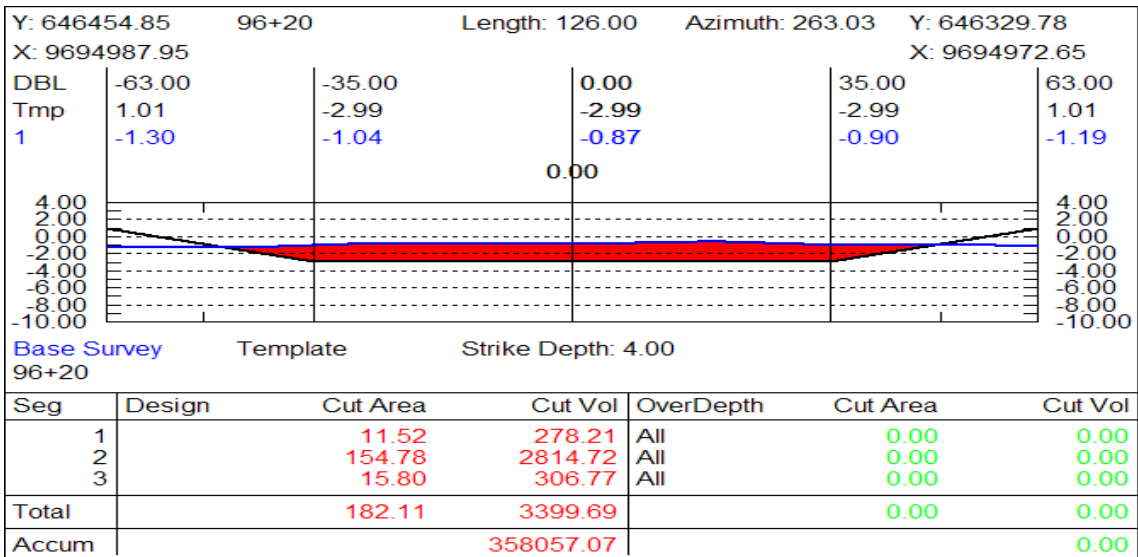 Y: 646454.85 96+20 Length: 126.00 Azimuth: 263.03 Y: 646329.78
X: 9694987.95 X: 9694972.65
DBL -63.00 -35.00 0.00 35.00 63.00
Tmp 1.01 -2.99 -2.99 -2.99 1.01
1 -1.30 -1.04 -0.87 -0.90 -1.19
0.00
4.00 4.00
2.00 2.00
0.00 0.00
-2.00 -2.00
-4.00 -4.00
-6.00 -6.00
-8.00 -8.00
-10.00 -10.00
Base Survey Template Strike Depth: 4.00
96+20
Seg Design Cut Area Cut Vol OverDepth Cut Area Cut Vol
1 11.52 278.21 All 0.00 0.00
2 154.78 2814.72 All 0.00 0.00
3 15.80 306.77 All 0.00 0.00
Total 182.11 3399.69 0.00 0.00
Accum 358057.07 0.00